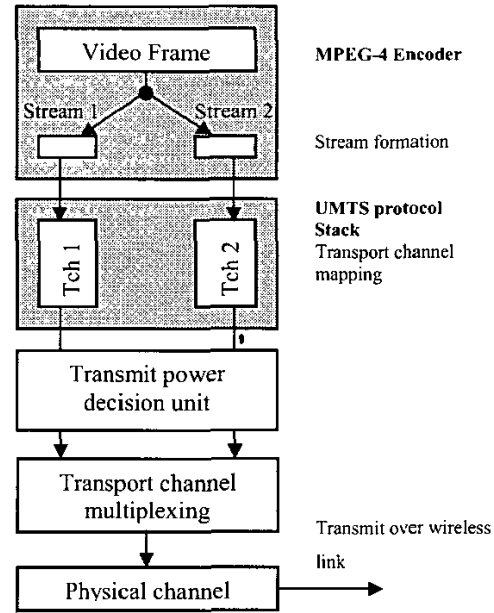 Video Frame
MPEG-4 Encoder
Stream 1
Stream 2
Stream formation
UMTS protocol
Stack
Transport channel
mapping
Tch 1
Tch 2
Transmit power
decision unit
Transport channel
multiplexing
Transmit over wireless
link
Physical channel